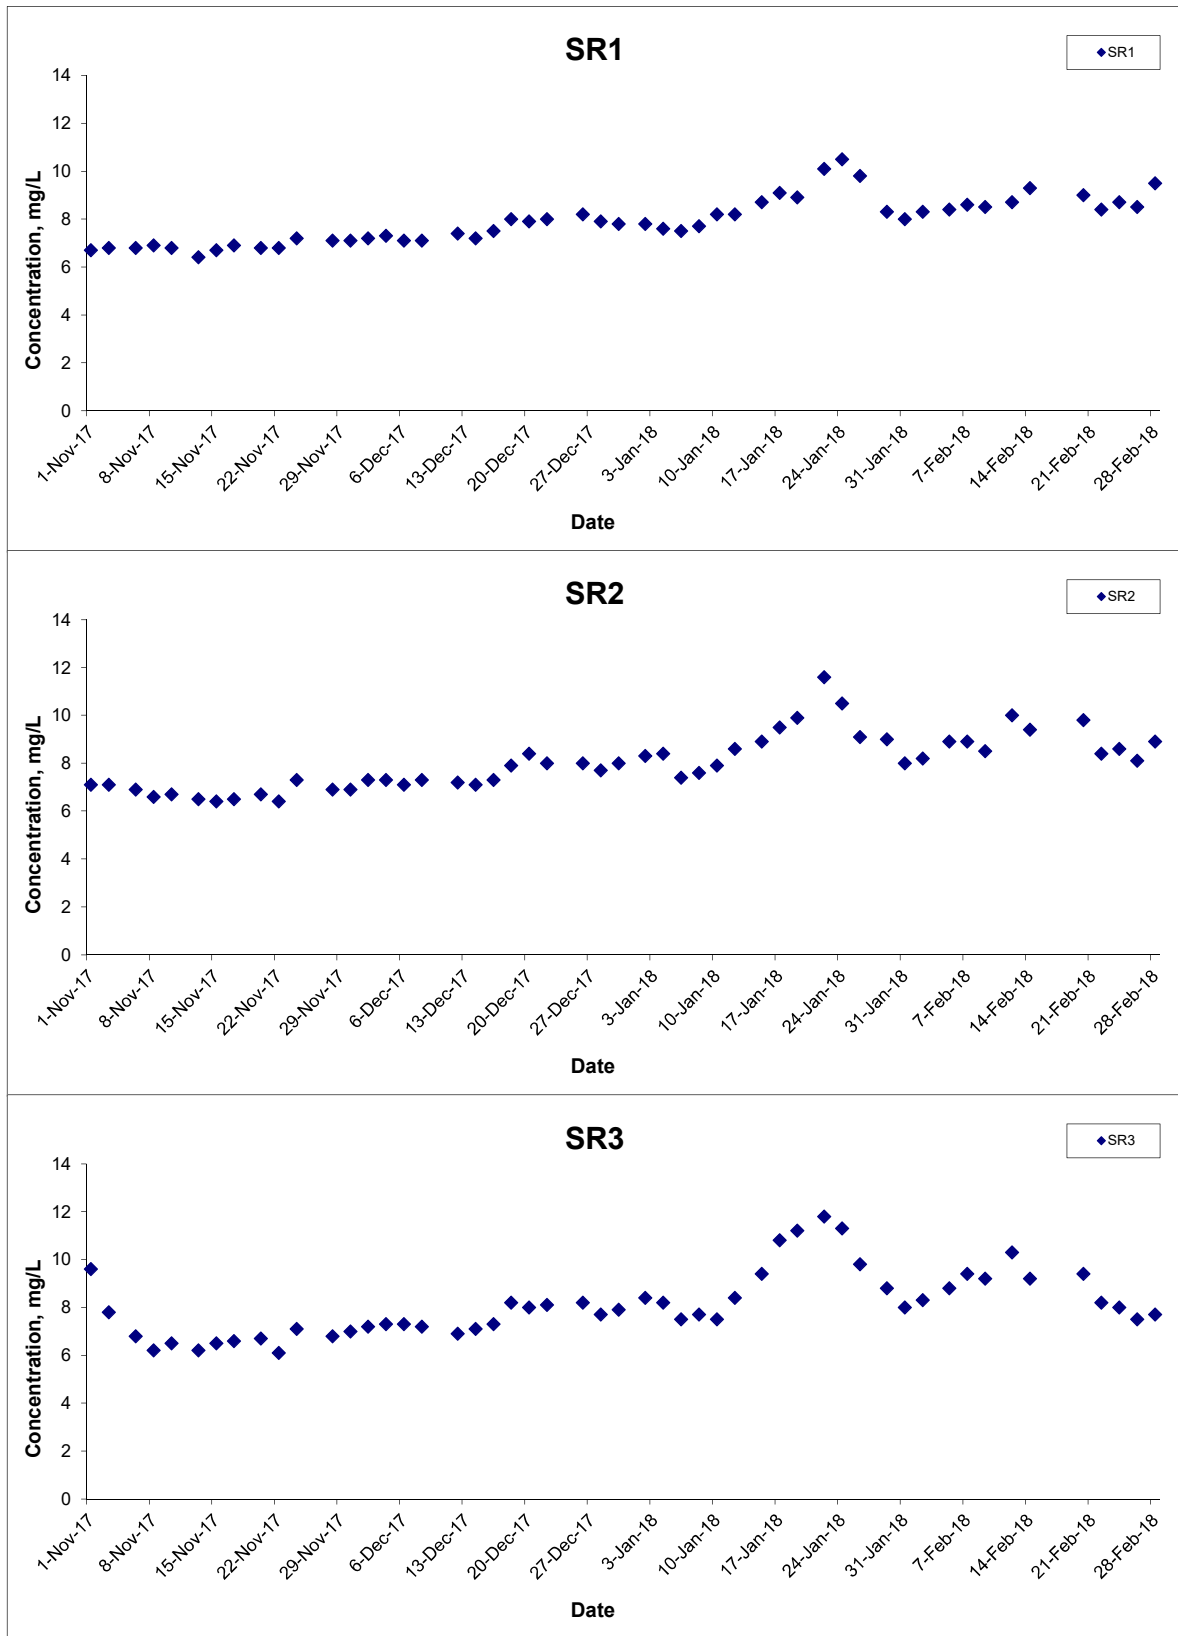 SR1
SR1
Concentration, mg/L
14
12
10
8
6
4
2
0
1-Nov-17
8-Nov-17
15-Nov-17
22-Nov-17
29-Nov-17
6-Dec-17
13-Dec-17
20-Dec-17
27-Dec-17
3-Jan-18
10-Jan-18
17-Jan-18
24-Jan-18
31-Jan-18
7-Feb-18
14-Feb-18
21-Feb-18
28-Feb-18
Date
SR2
SR2
Concentration, mg/L
14
12
10
8
6
4
2
0
1-Nov-17
8-Nov-17
15-Nov-17
22-Nov-17
29-Nov-17
6-Dec-17
13-Dec-17
20-Dec-17
27-Dec-17
3-Jan-18
10-Jan-18
17-Jan-18
24-Jan-18
31-Jan-18
7-Feb-18
14-Feb-18
21-Feb-18
28-Feb-18
Date
SR3
SR3
Concentration, mg/L
14
12
10
8
6
4
2
0
1-Nov-17
8-Nov-17
15-Nov-17
22-Nov-17
29-Nov-17
6-Dec-17
13-Dec-17
20-Dec-17
27-Dec-17
3-Jan-18
10-Jan-18
17-Jan-18
24-Jan-18
31-Jan-18
7-Feb-18
14-Feb-18
21-Feb-18
28-Feb-18
Date